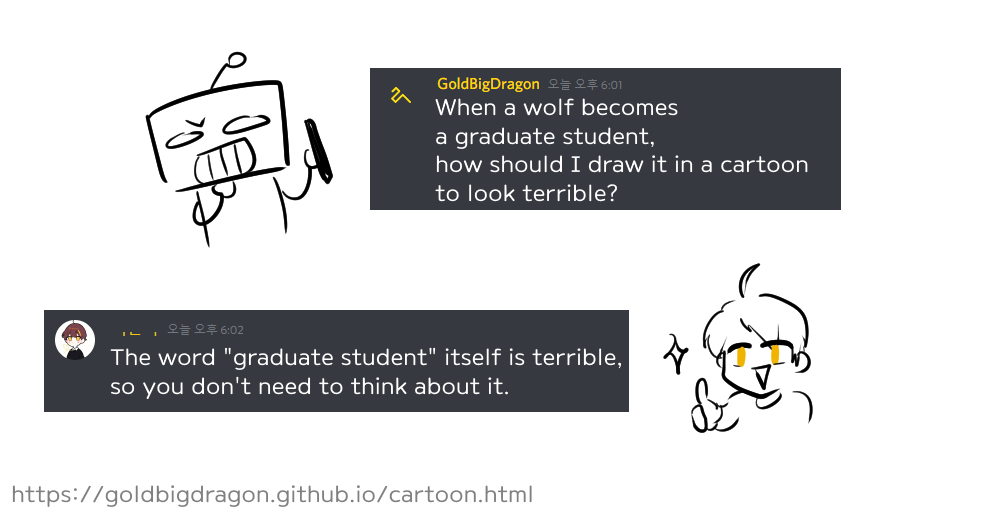 GoldBigDragon 오늘 오후 6:01
When a wolf becomes
a graduate student,
how should I draw it in a cartoon
to look terrible?
오늘 오후 6:02
The word "graduate student" itself is terrible,
so you don't need to think about it.
https://goldbigdragon.github.io/cartoon.html